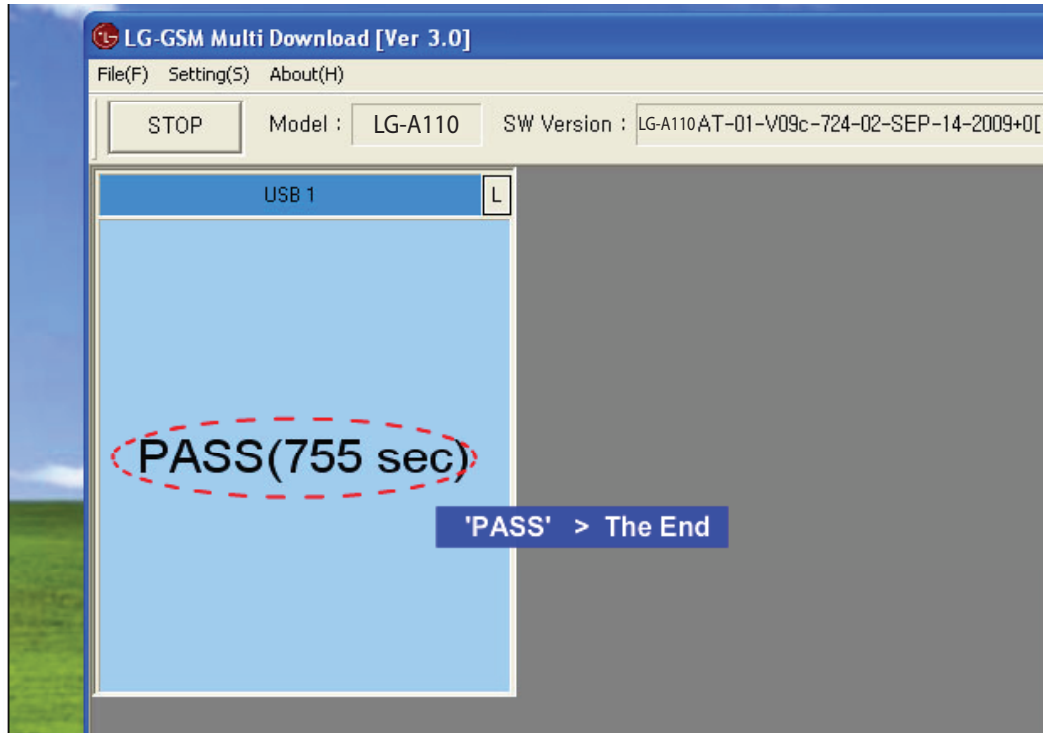 LG-GSM Multi Download [Ver 3.0]
File(F) Setting(S) About(H)
STOP Model : LG-A110 SW Version : LG-A110AT-01-V09c-724-02-SEP-14-2009+0[
USB 1 L
PASS(755 sec)
'PASS' > The End